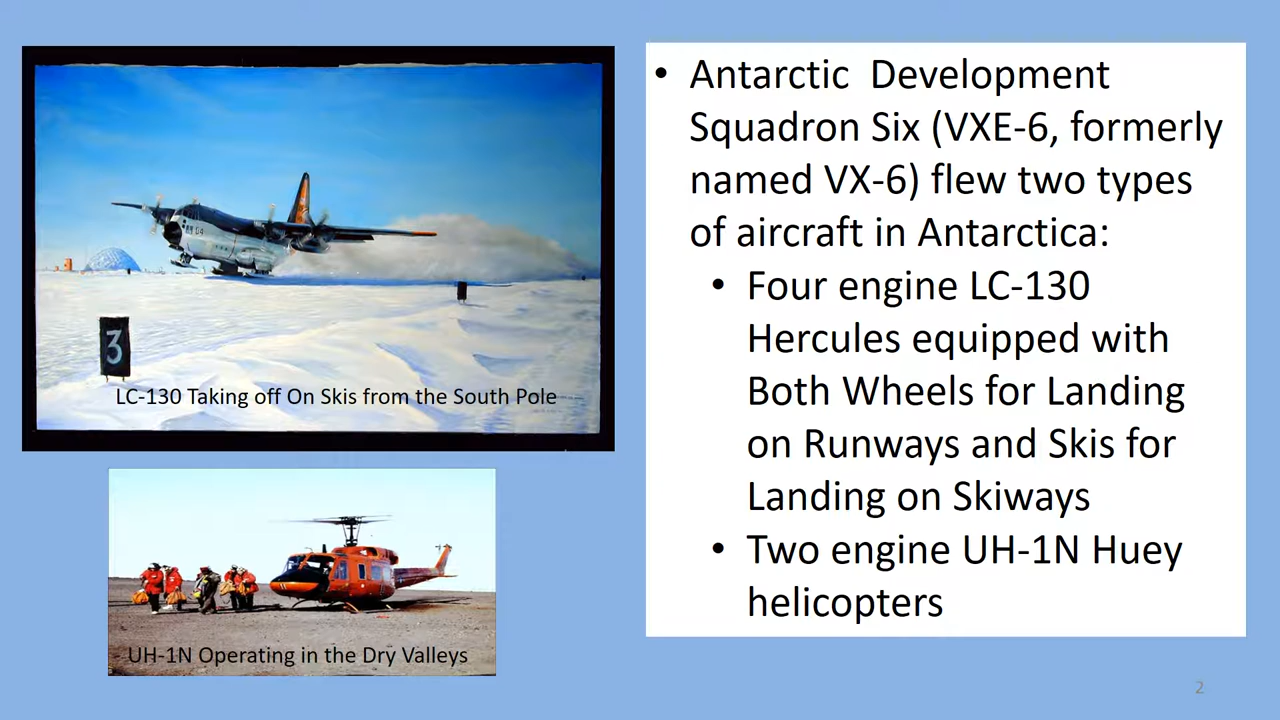 3
LC-130 Taking off On Skis from the South Pole
UH-1N Operating in the Dry Valleys
• Antarctic Development
Squadron Six (VXE-6, formerly
named VX-6) flew two types
of aircraft in Antarctica:
• Four engine LC-130
Hercules equipped with
Both Wheels for Landing
on Runways and Skis for
Landing on Skiways
• Two engine UH-1N Huey
helicopters
2